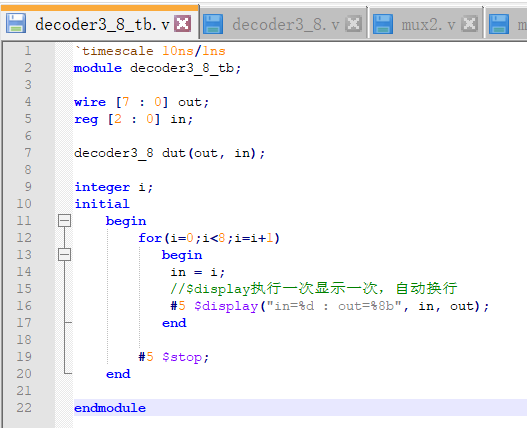 decoder3_8_tb.v decoder3_8.v mux2.v m
1 `timescale 10ns/1ns
2 module decoder3_8_tb;
3
4 wire [7 : 0] out;
5 reg [2 : 0] in;
6
7 decoder3_8 dut(out, in);
8
9 integer i;
10 initial
11 begin
12 for(i=0;i<8;i=i+1)
13 begin
14 in = i;
15 //$display执行一次显示一次，自动换行
16 #5 $display("in=%d : out=%8b", in, out);
17 end
18
19 #5 $stop;
20 end
21
22 endmodule